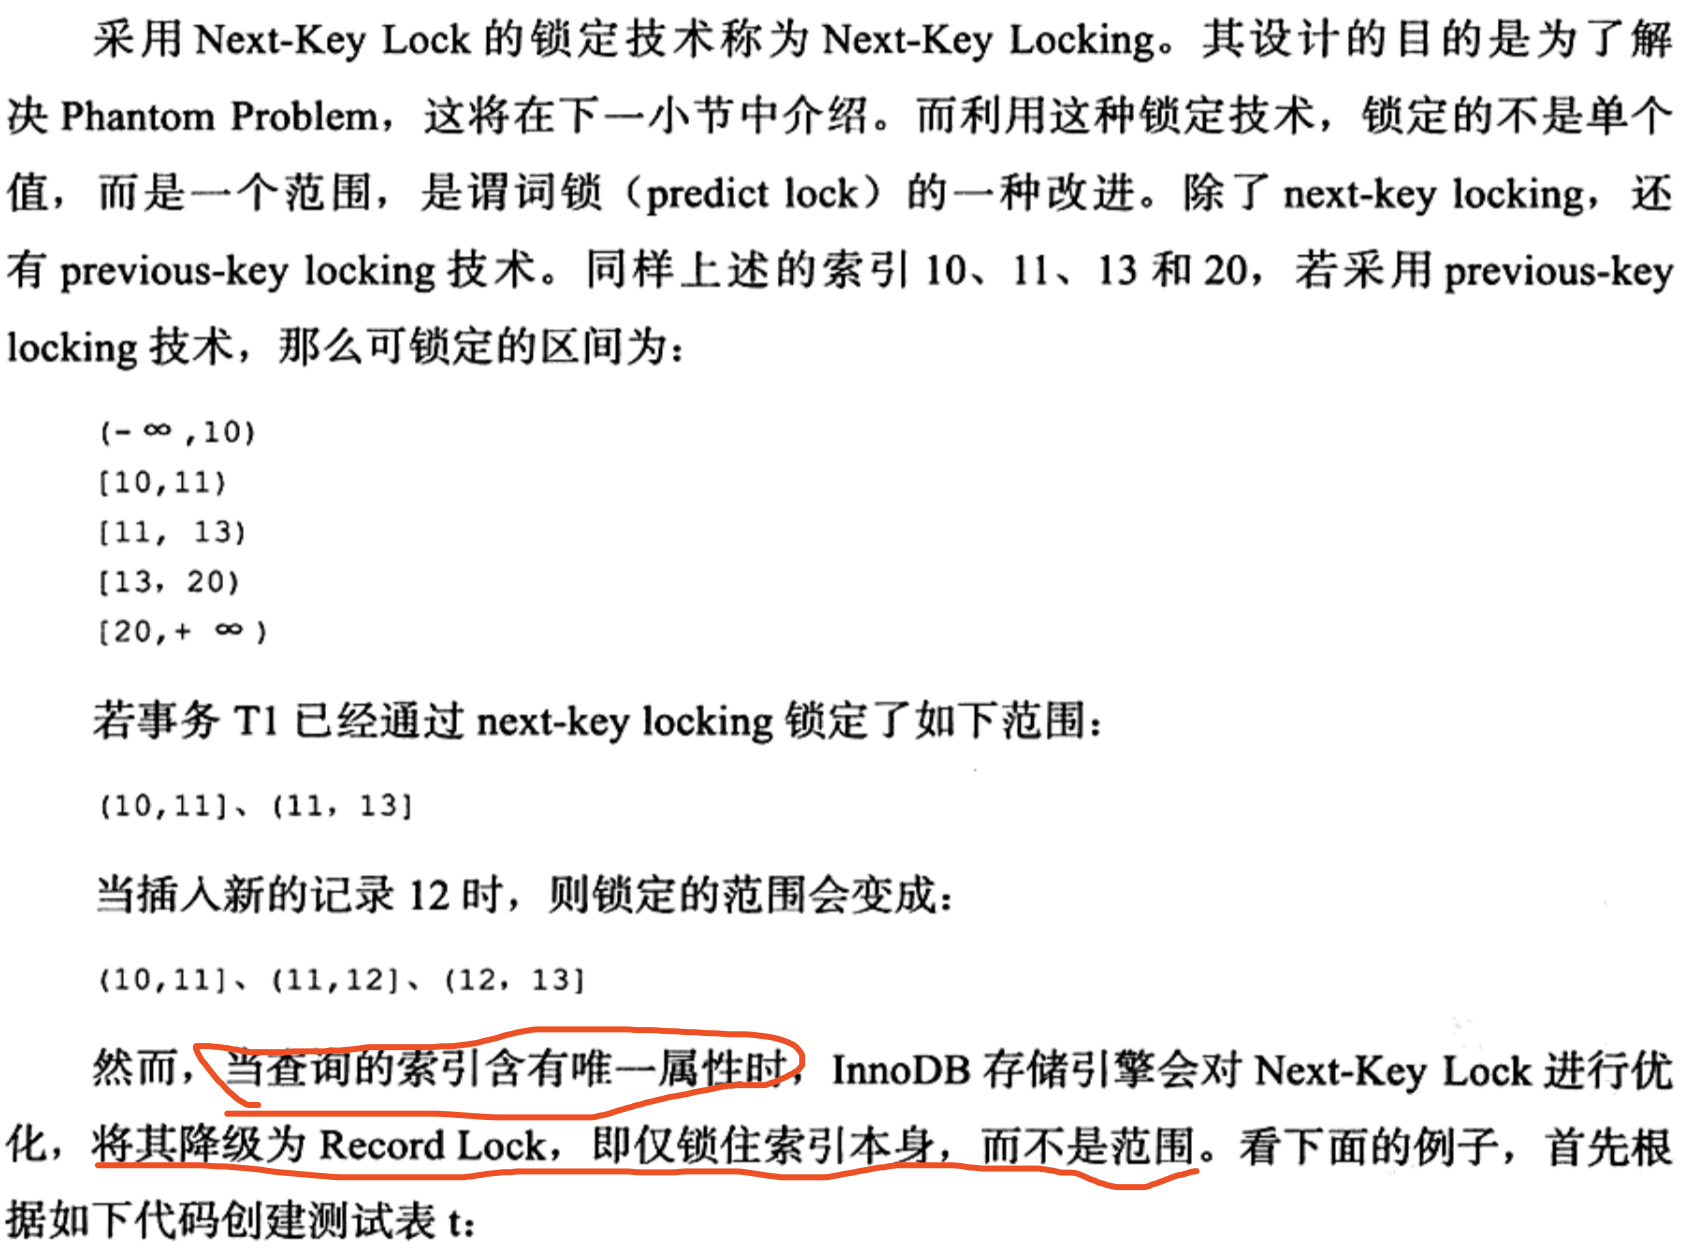 采用 Next-Key Lock 的锁定技术称为 Next-Key Locking。其设计的目的是为了解
决 Phantom Problem，这将在下一小节中介绍。而利用这种锁定技术，锁定的不是单个
值，而是一个范围，是谓词锁（predict lock）的一种改进。除了 next-key locking，还
有 previous-key locking 技术。同样上述的索引 10、11、13 和 20，若采用 previous-key
locking 技术，那么可锁定的区间为：
(- ∞ ,10)
[10,11)
[11, 13)
[13, 20)
[20,+ ∞ )
若事务 T1 已经通过 next-key locking 锁定了如下范围：
(10,11]、(11, 13]
当插入新的记录 12 时，则锁定的范围会变成：
(10,11]、(11,12]、(12, 13]
然而，当查询的索引含有唯一属性时，InnoDB 存储引擎会对 Next-Key Lock 进行优
化，将其降级为 Record Lock，即仅锁住索引本身，而不是范围。看下面的例子，首先根
据如下代码创建测试表 t：